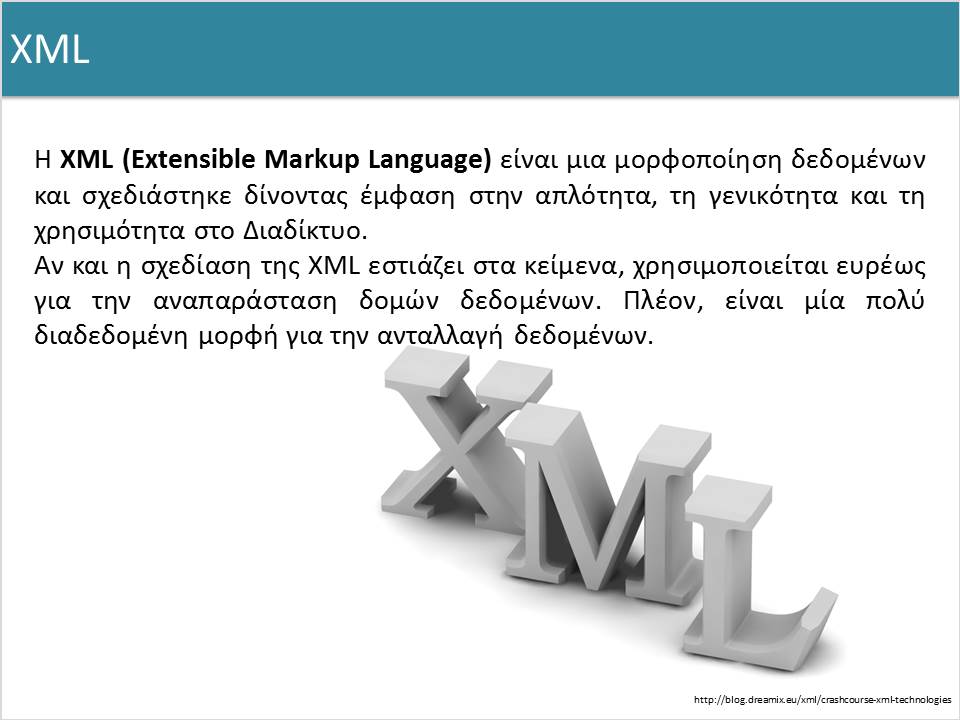 XML
Η XML (Extensible Markup Language) είναι μια μορφοποίηση δεδομένων
και σχεδιάστηκε δίνοντας έμφαση στην απλότητα, τη γενικότητα και τη
χρησιμότητα στο Διαδίκτυο.
Αν και η σχεδίαση της XML εστιάζει στα κείμενα, χρησιμοποιείται ευρέως
για την αναπαράσταση δομών δεδομένων. Πλέον, είναι μία πολύ
διαδεδομένη μορφή για την ανταλλαγή δεδομένων.
XML
http://blog.dreamix.eu/xml/crashcourse-xml-technologies